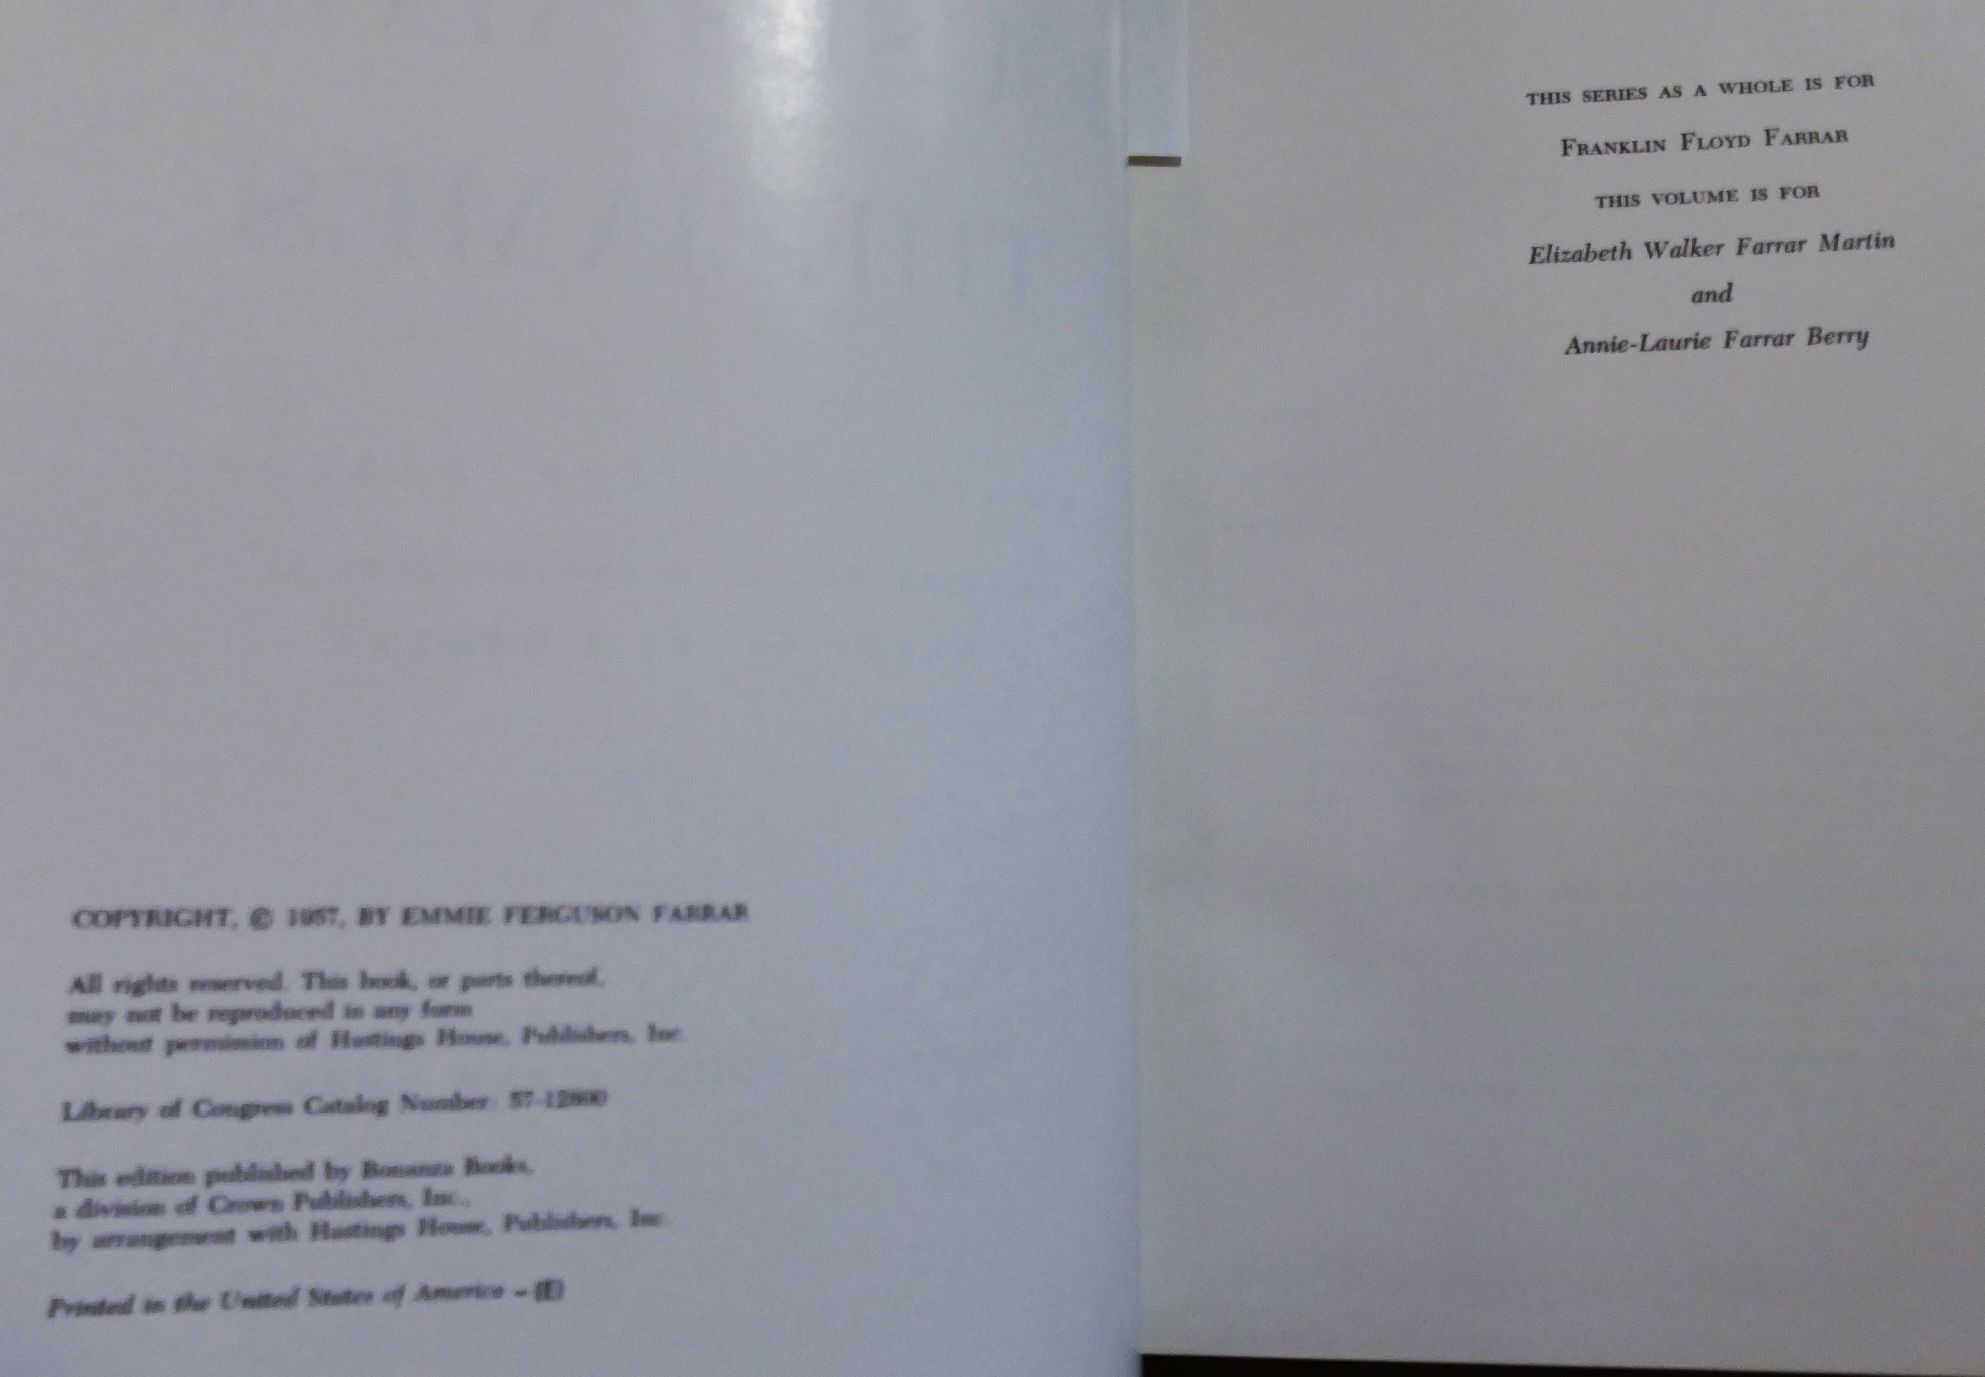 COPYRIGHT, © 1957, BY EMMIE FERGUSON FARRAR
All rights reserved. This book, or parts thereof,
may not be reproduced in any form
without permission of Hastings House, Publishers, Inc.
Library of Congress Catalog Number: 57-12800
This edition published by Bonanza Books,
a division of Crown Publishers, Inc.,
by arrangement with Hastings House, Publishers, Inc.
Printed in the United States of America – (E)
THIS SERIES AS A WHOLE IS FOR
FRANKLIN FLOYD FARRAR
THIS VOLUME IS FOR
Elizabeth Walker Farrar Martin
and
Annie-Laurie Farrar Berry